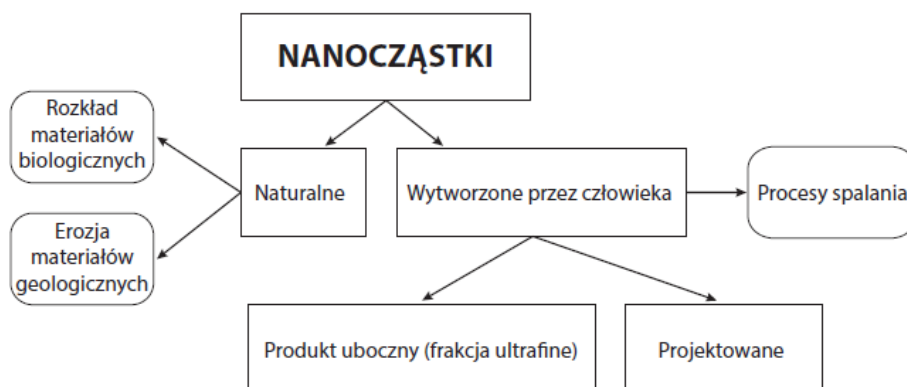 NANOCZĄSTKI
Rozkład
materiałów
biologicznych
Naturalne
Wytworzone przez człowieka
Procesy spalania
Erozja
materiałów
geologicznych
Produkt uboczny (frakcja ultrafine)
Projektowane